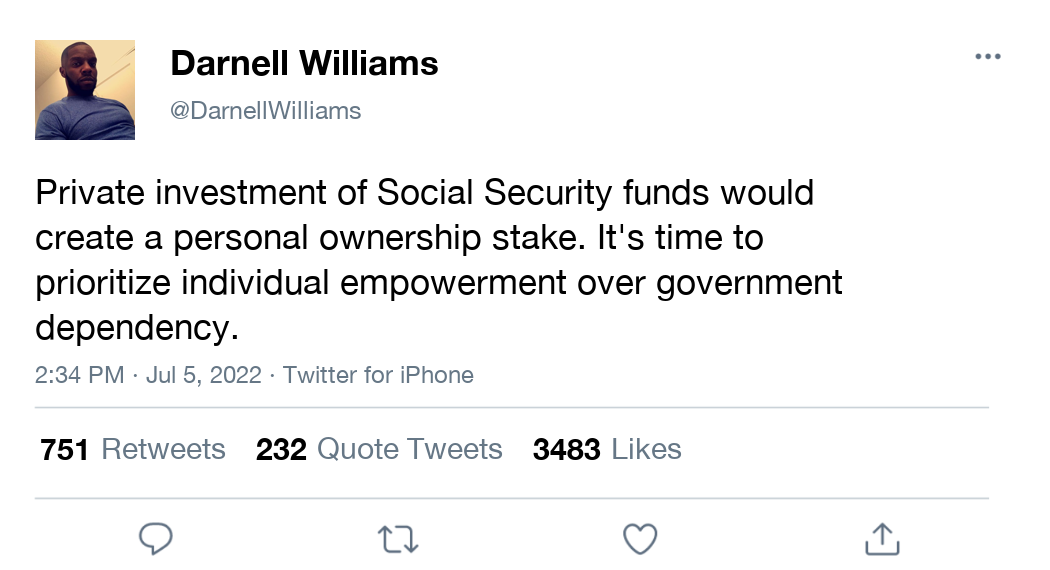 Darnell Williams
@DarnellWilliams
Private investment of Social Security funds would
create a personal ownership stake. It's time to
prioritize individual empowerment over government
dependency.
2:34 PM · Jul 5, 2022 · Twitter for iPhone
751 Retweets 232 Quote Tweets 3483 Likes